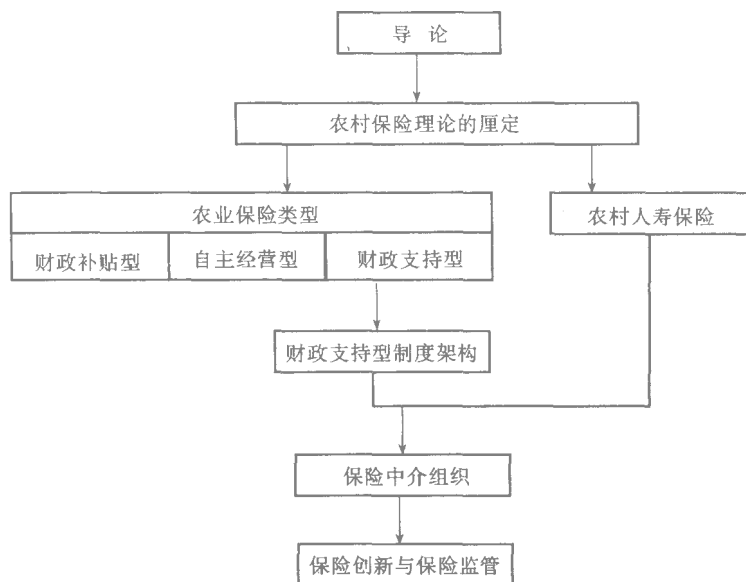 导 论
农村保险理论的厘定
农业保险类型
农村人寿保险
财政补贴型
自主经营型
财政支持型
财政支持型制度架构
保险中介组织
保险创新与保险监管